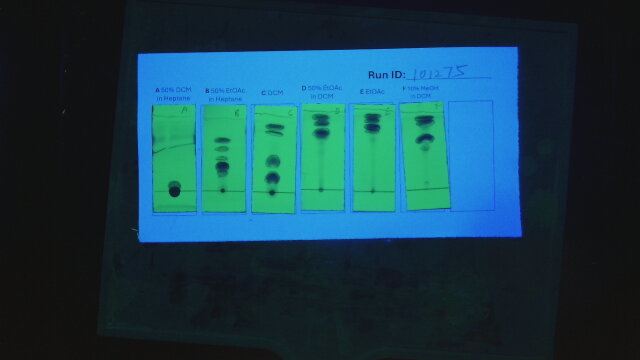 Run ID: 101275
A 50% DCM in Heptane
B 50% EtOAc in Heptane
C DCM
D 50% EtOAc in DCM
E EtOAc
F 10% MeOH in DCM
A
B
C
D
E
F